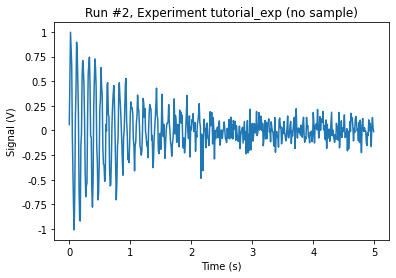 Run #2, Experiment tutorial_exp (no sample)
1
0.75
0.5
0.25
0
-0.25
-0.5
-0.75
-1
Signal (V)
0 1 2 3 4 5
Time (s)